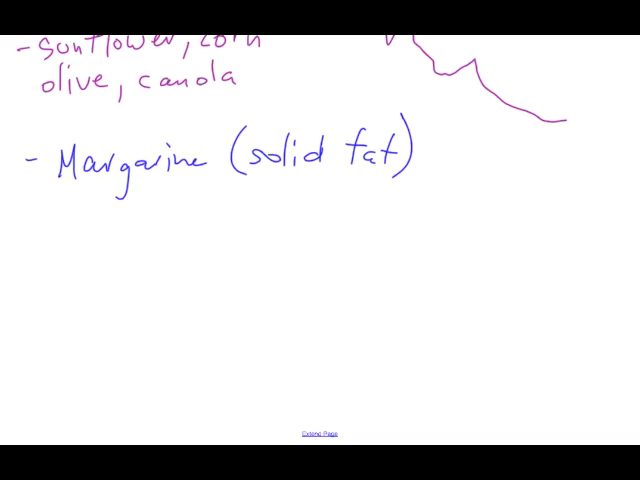 - sunflower, corn
olive, canola
- Margarine (solid fat)
Extend Page